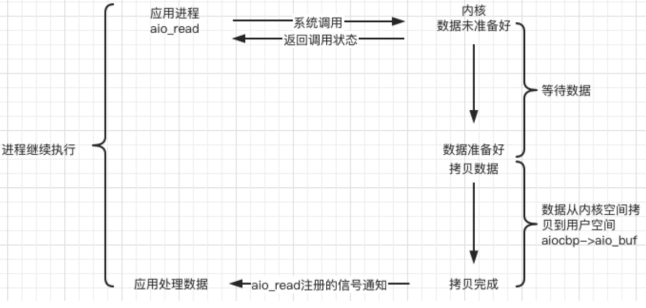 应用进程
aio_read
系统调用
返回调用状态
内核
数据未准备好
等待数据
进程继续执行
数据准备好
拷贝数据
数据从内核空间拷
贝到用户空间
aiocbp->aio_buf
应用处理数据
aio_read注册的信号通知
拷贝完成